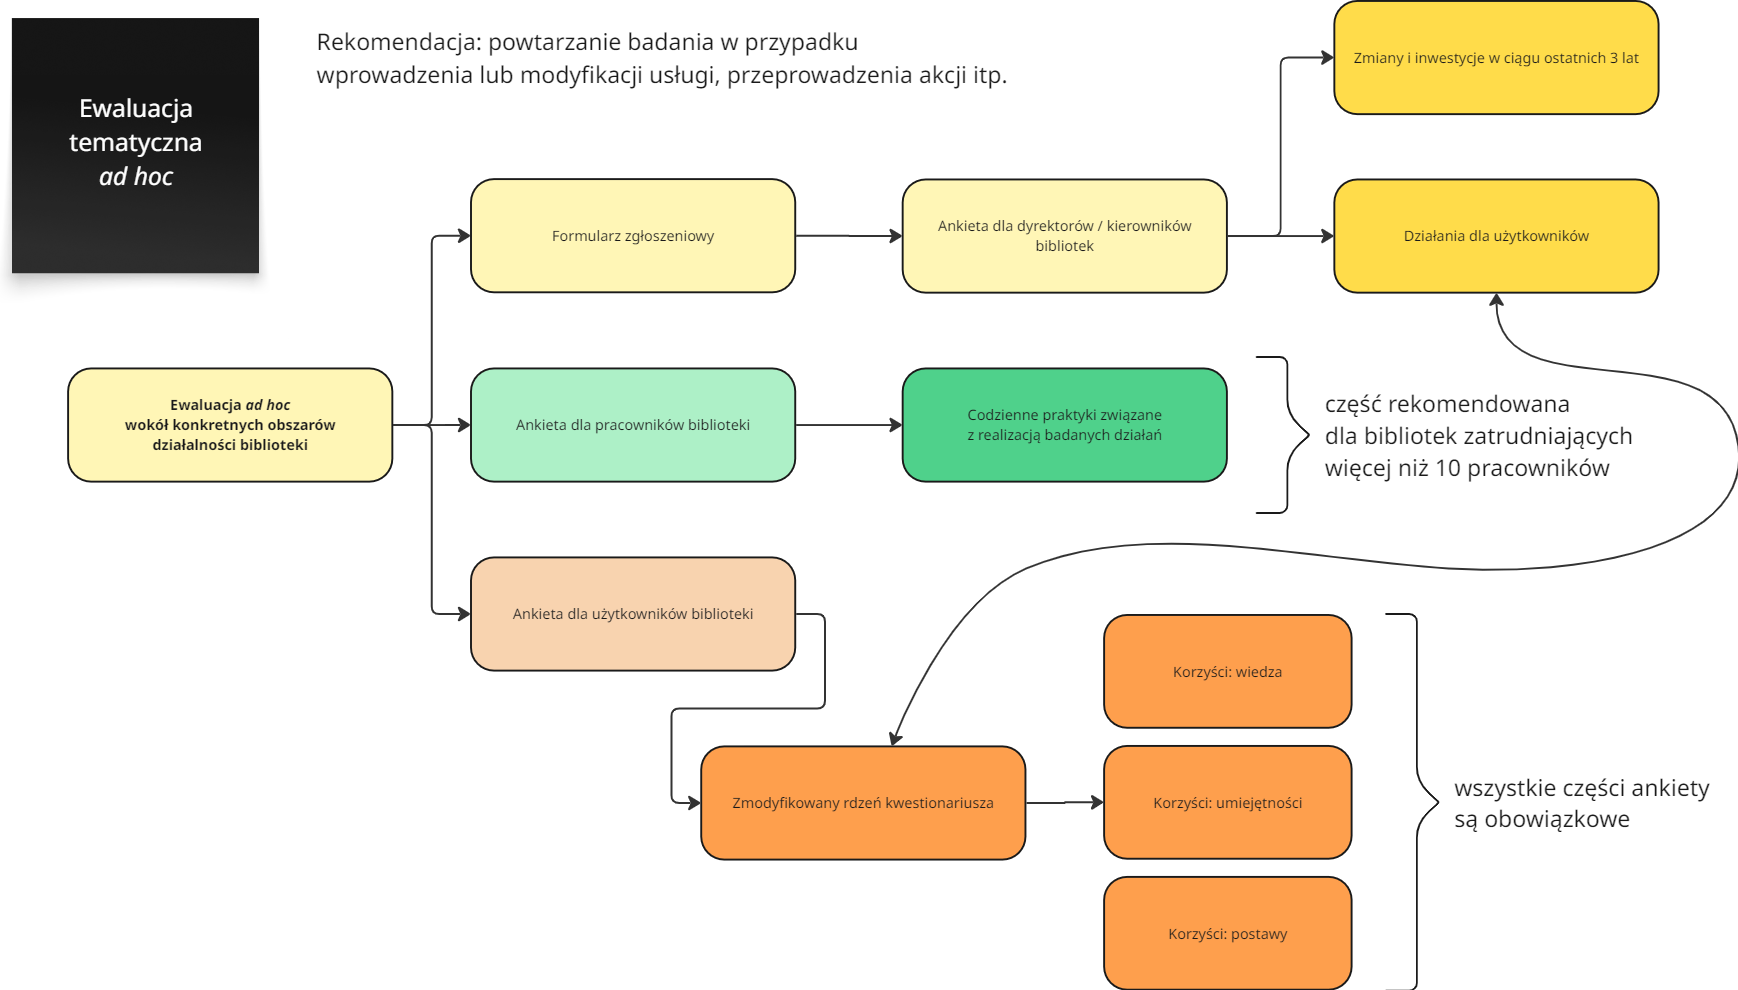 Ewaluacja
tematyczna
ad hoc
Rekomendacja: powtarzanie badania w przypadku
wprowadzenia lub modyfikacji usługi, przeprowadzenia akcji itp.
Zmiany i inwestycje w ciągu ostatnich 3 lat
Formularz zgłoszeniowy
Ankieta dla dyrektorów / kierowników
bibliotek
Działania dla użytkowników
Ewaluacja ad hoc
wokół konkretnych obszarów
działalności biblioteki
Ankieta dla pracowników biblioteki
Codzienne praktyki związane
z realizacją badanych działań
część rekomendowana
dla bibliotek zatrudniających
więcej niż 10 pracowników
Ankieta dla użytkowników biblioteki
Zmodyfikowany rdzeń kwestionariusza
Korzyści: wiedza
Korzyści: umiejętności
Korzyści: postawy
wszystkie części ankiety
są obowiązkowe